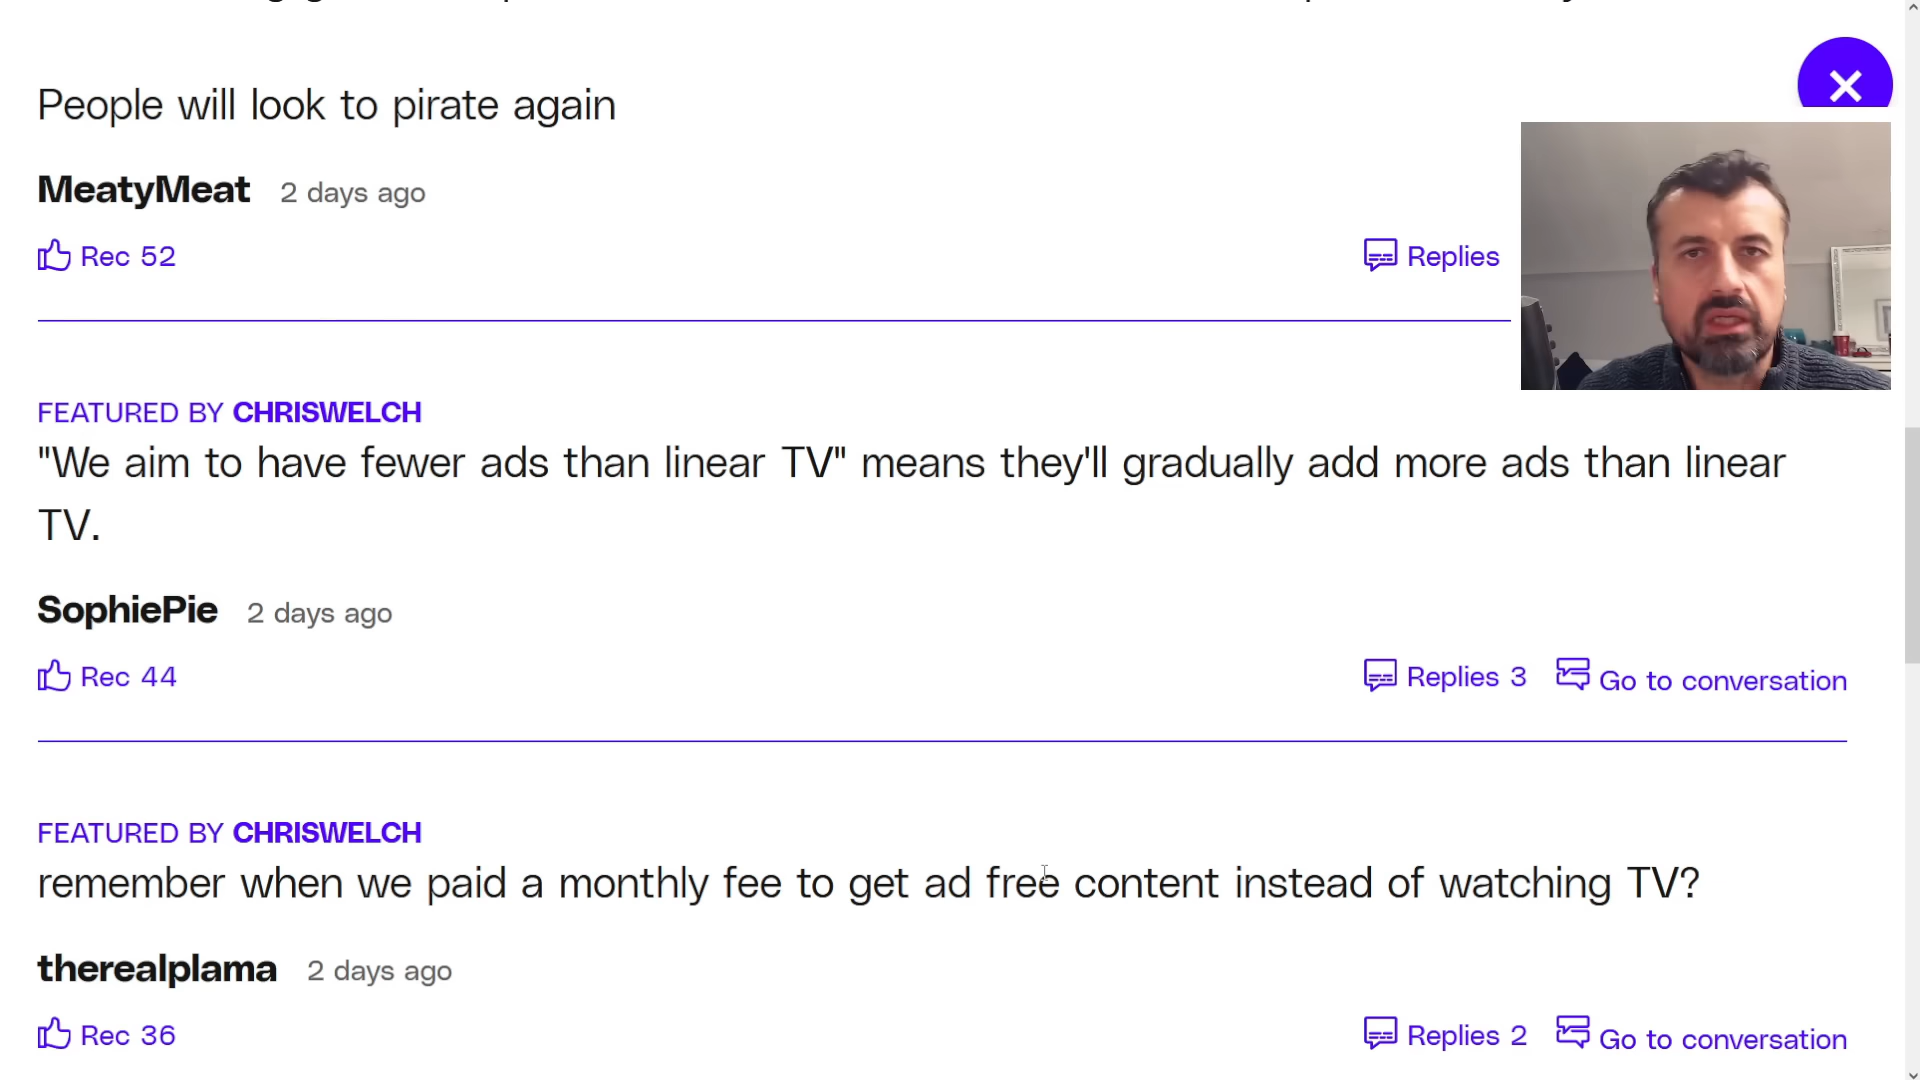 People will look to pirate again
MeatyMeat 2 days ago
Rec 52 Replies
FEATURED BY CHRISWELCH
"We aim to have fewer ads than linear TV" means they'll gradually add more ads than linear
TV.
SophiePie 2 days ago
Rec 44 Replies 3 Go to conversation
FEATURED BY CHRISWELCH
remember when we paid a monthly fee to get ad free content instead of watching TV?
therealplama 2 days ago
Rec 36 Replies 2 Go to conversation